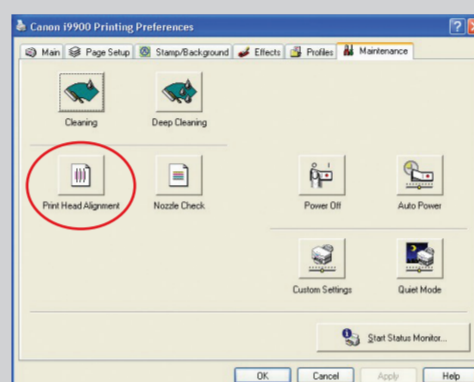 Canon i9900 Printing Preferences
Main Page Setup Stamp/Background Effects Profiles Maintenance
Cleaning Deep Cleaning
Print Head Alignment Nozzle Check Power Off Auto Power
Custom Settings Quiet Mode
Start Status Monitor...
OK Cancel Apply Help